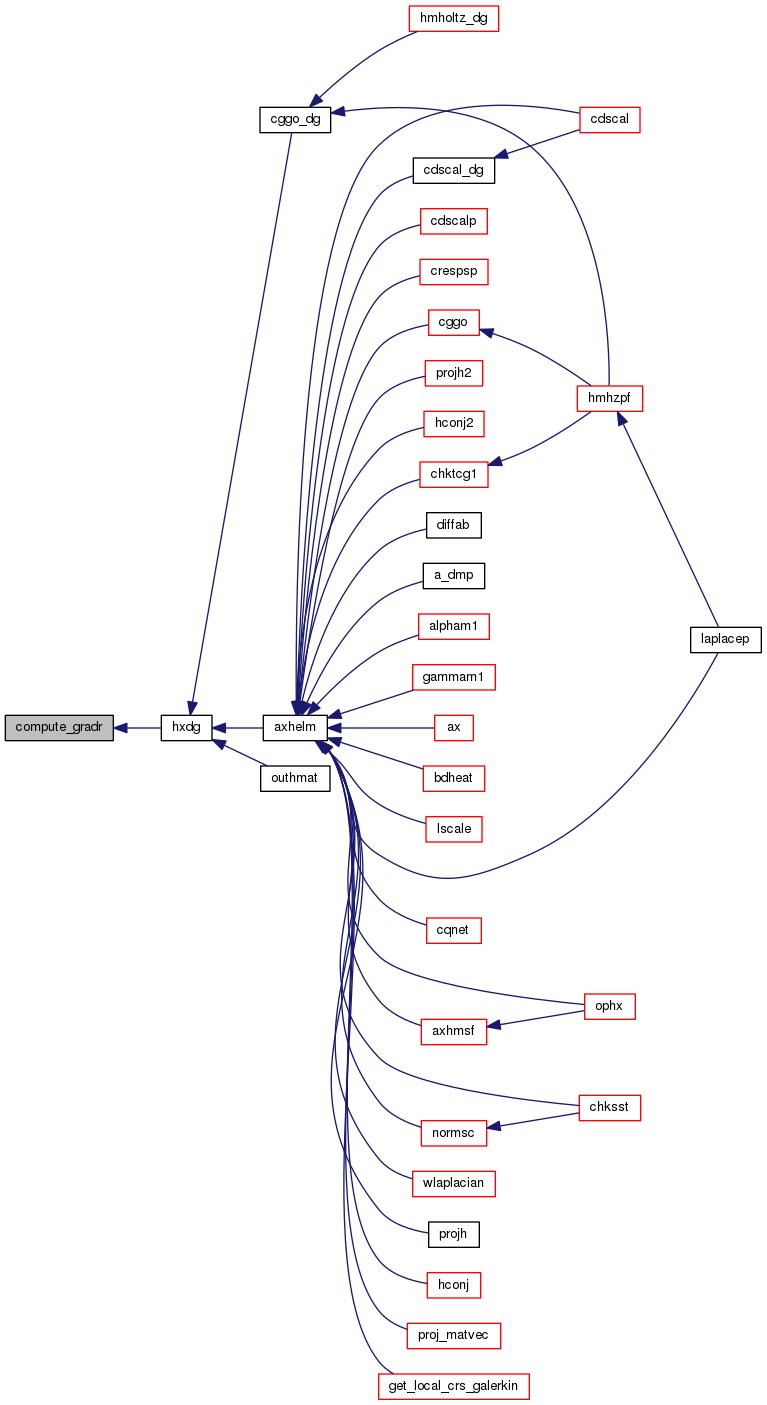 hmholtz_dg
cggo_dg
cdscal
cdscal_dg
cdscalp
crespsp
cggo
projh2
hmhzpf
hconj2
chktcg1
diffab
a_dmp
alpham1
laplacep
gammam1
compute_gradr
hxdg
axhelm
ax
outhmat
bdheat
lscale
cqnet
ophx
axhmsf
chksst
normsc
wlaplacian
projh
hconj
proj_matvec
get_local_crs_galerkin